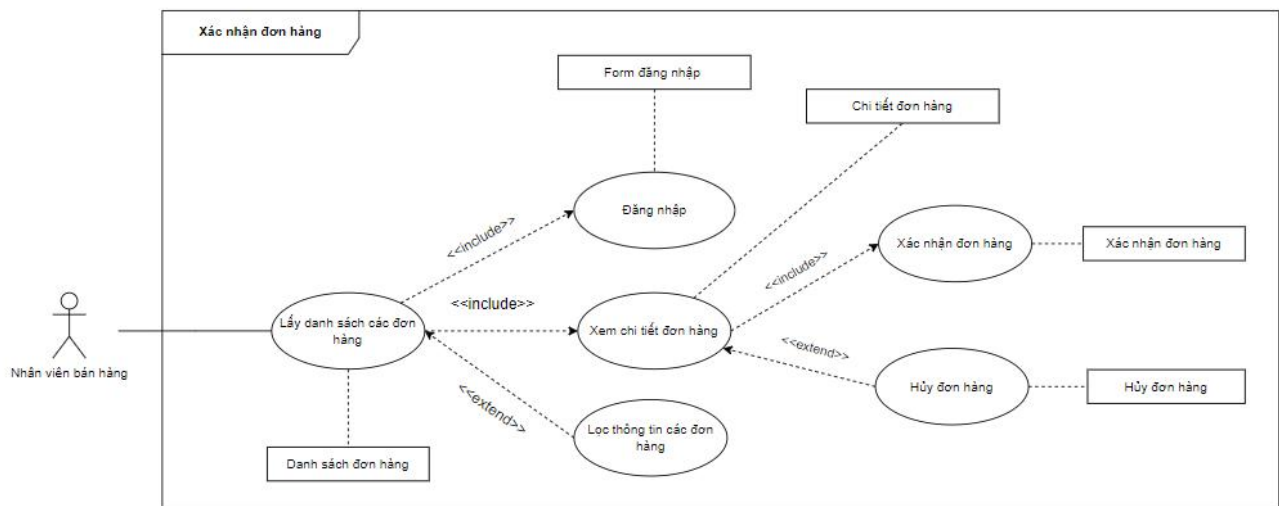 Xác nhận đơn hàng
Form đăng nhập
Chi tiết đơn hàng
Đăng nhập
<<include>>
Xác nhận đơn hàng
Xác nhận đơn hàng
<<include>>
<<include>>
Lấy danh sách các đơn
hàng
Xem chi tiết đơn hàng
<<extend>>
Nhân viên bán hàng
Hủy đơn hàng
Hủy đơn hàng
<<extend>>
Lọc thông tin các đơn
hàng
Danh sách đơn hàng